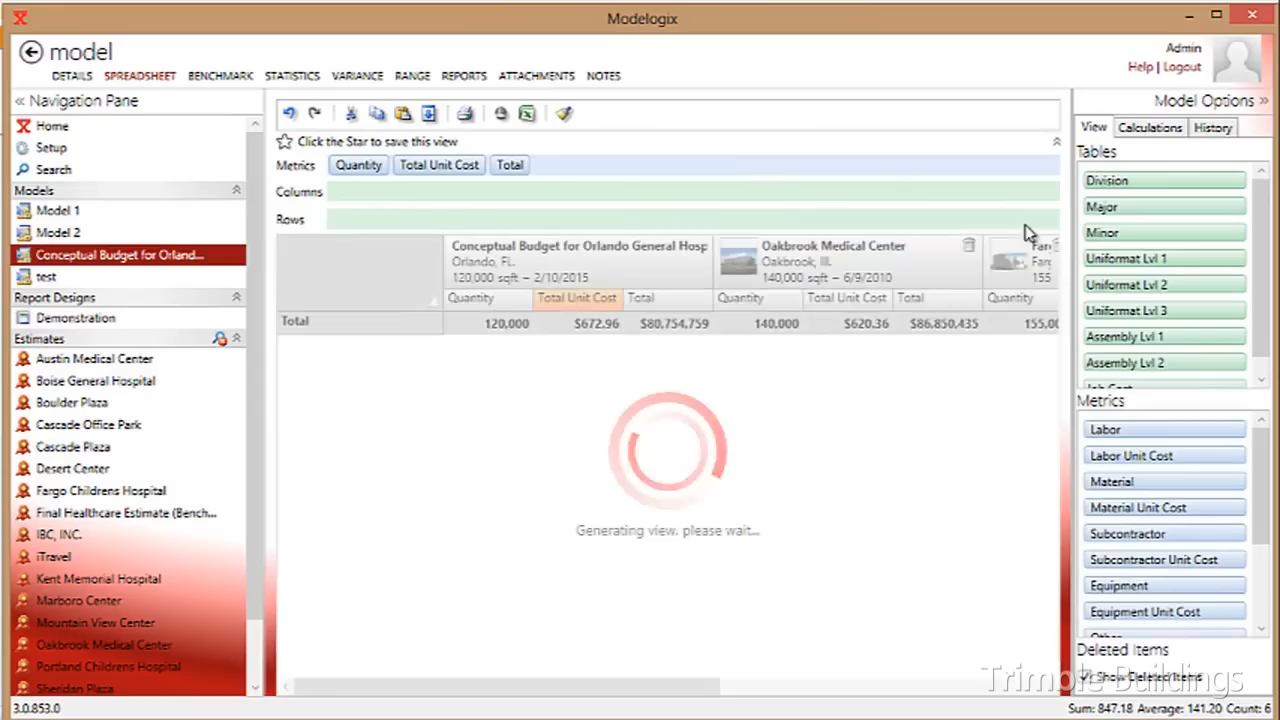 Modelogix
model
Admin
Help | Logout
DETAILS SPREADSHEET BENCHMARK STATISTICS VARIANCE RANGE REPORTS ATTACHMENTS NOTES
« Navigation Pane
Home
Setup
Search
Models
Model 1
Model 2
Conceptual Budget for Orland...
test
Report Designs
Demonstration
Estimates
Austin Medical Center
Boise General Hospital
Boulder Plaza
Cascade Office Park
Cascade Plaza
Desert Center
Fargo Childrens Hospital
Final Healthcare Estimate (Bench...
IBC, INC.
iTravel
Kent Memorial Hospital
Marboro Center
Mountain View Center
Oakbrook Medical Center
Portland Childrens Hospital
Sheridan Plaza
Click the Star to save this view
Metrics Quantity Total Unit Cost Total
Columns
Rows
Conceptual Budget for Orlando General Hosp
Orlando, FL.
120,000 sqft – 2/10/2015
Oakbrook Medical Center
Oakbrook, IL
140,000 sqft – 6/9/2010
Farg
155
Quantity Total Unit Cost Total Quantity Total Unit Cost Total Quantity
Total 120,000 $672.96 $80,754,759 140,000 $620.36 $86,850,435 155,00
Generating view, please wait...
Model Options »
View Calculations History
Tables
Division
Major
Minor
Uniformat Lvl 1
Uniformat Lvl 2
Uniformat Lvl 3
Assembly Lvl 1
Assembly Lvl 2
Job Cost
Metrics
Labor
Labor Unit Cost
Material
Material Unit Cost
Subcontractor
Subcontractor Unit Cost
Equipment
Equipment Unit Cost
Other
Deleted Items
Show Deleted Items
Trimble Buildings
3.0.853.0
Sum: 847.18 Average: 141.20 Count: 6